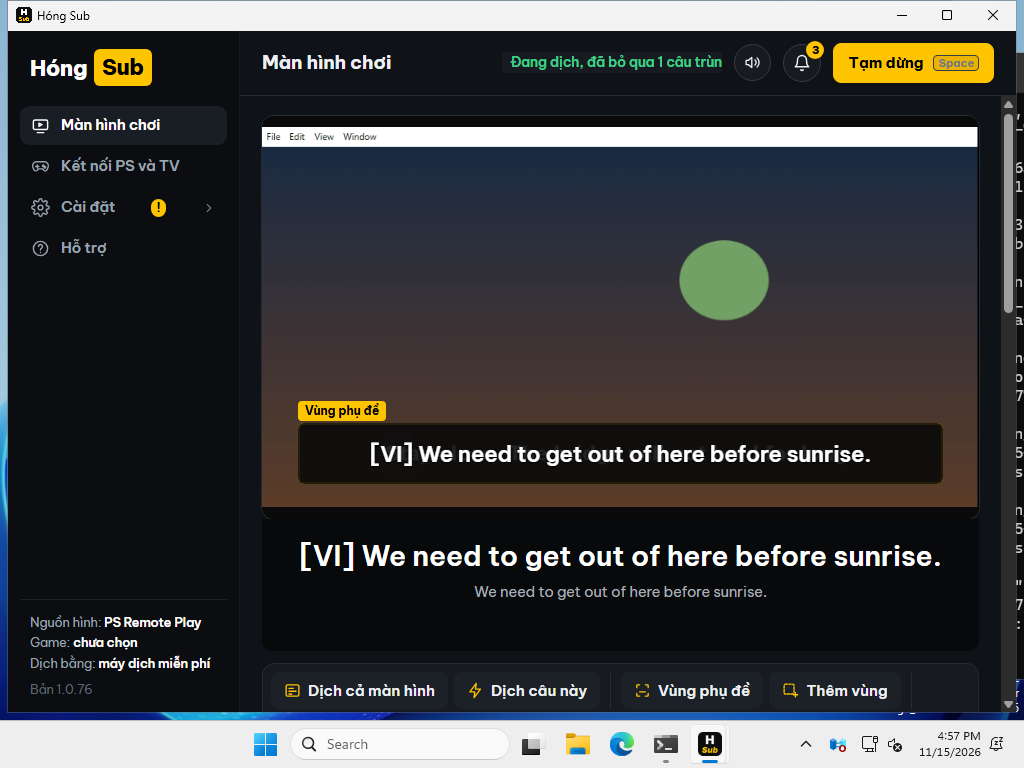 Hóng Sub
Hóng Sub
Màn hình chơi
Kết nối PS và TV
Cài đặt
!
Hỗ trợ
Nguồn hình: PS Remote Play
Game: chưa chọn
Dịch bằng: máy dịch miễn phí
Bản 1.0.76
Màn hình chơi
Đang dịch, đã bỏ qua 1 câu trùn
3
Tạm dừng Space
File Edit View Window
Vùng phụ đề
[VI] We need to get out of here before sunrise.
[VI] We need to get out of here before sunrise.
We need to get out of here before sunrise.
Dịch cả màn hình
Dịch câu này
Vùng phụ đề
Thêm vùng
Search
H Sub
4:57 PM
11/15/2026